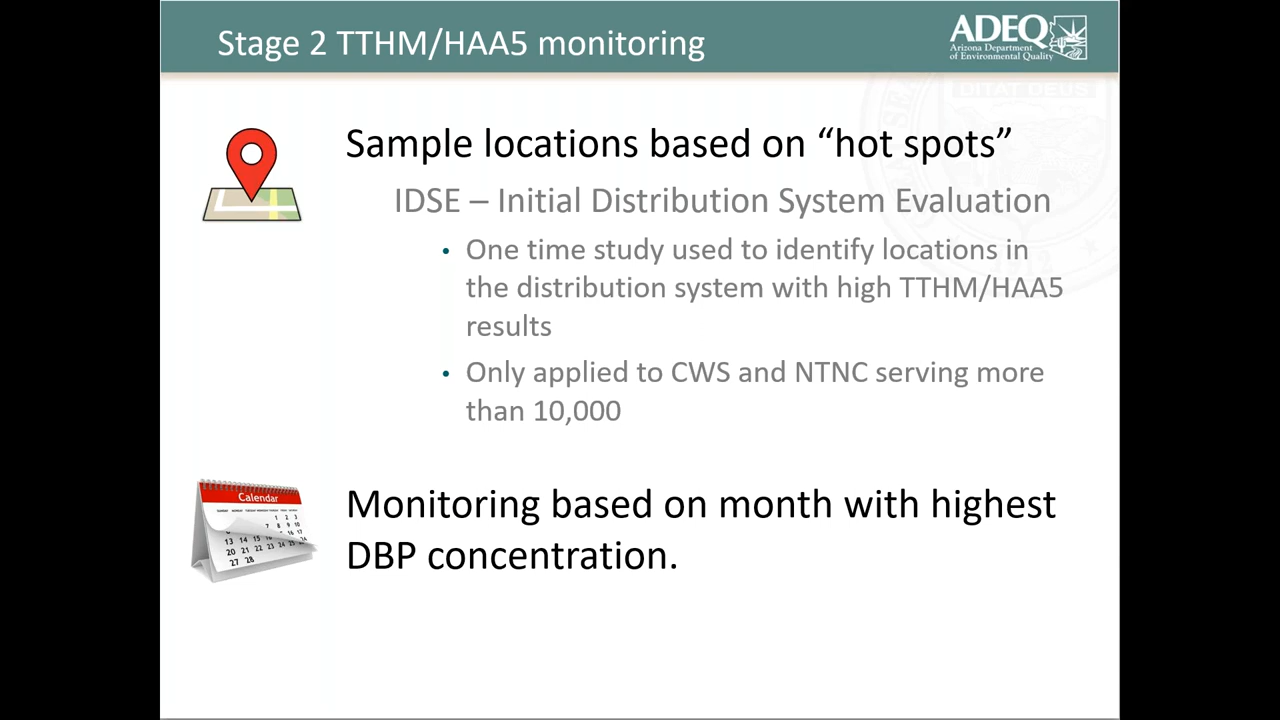 Stage 2 TTHM/HAA5 monitoring
ADEQ
Arizona Department
of Environmental Quality
DITAT DEUS
Sample locations based on “hot spots”
IDSE – Initial Distribution System Evaluation
• One time study used to identify locations in
the distribution system with high TTHM/HAA5
results
• Only applied to CWS and NTNC serving more
than 10,000
Calendar
Monitoring based on month with highest
DBP concentration.